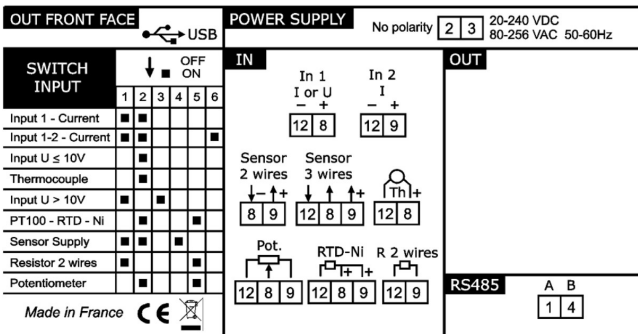 OUT FRONT FACE
USB
SWITCH INPUT
OFF
ON
1 2 3 4 5 6
Input 1 - Current
Input 1-2 - Current
Input U ≤ 10V
Thermocouple
Input U > 10V
PT100 - RTD - Ni
Sensor Supply
Resistor 2 wires
Potentiometer
Made in France CE
POWER SUPPLY
No polarity 2 3
20-240 VDC
80-256 VAC 50-60Hz
IN
In 1
I or U
− +
12 8
In 2
I
− +
12 9
Sensor
2 wires
− +
8 9
Sensor
3 wires
+
12 8 9
Th +
12 8
Pot.
12 8 9
RTD-Ni
+ +
12 8 9
R 2 wires
12 9
OUT
RS485
A B
1 4